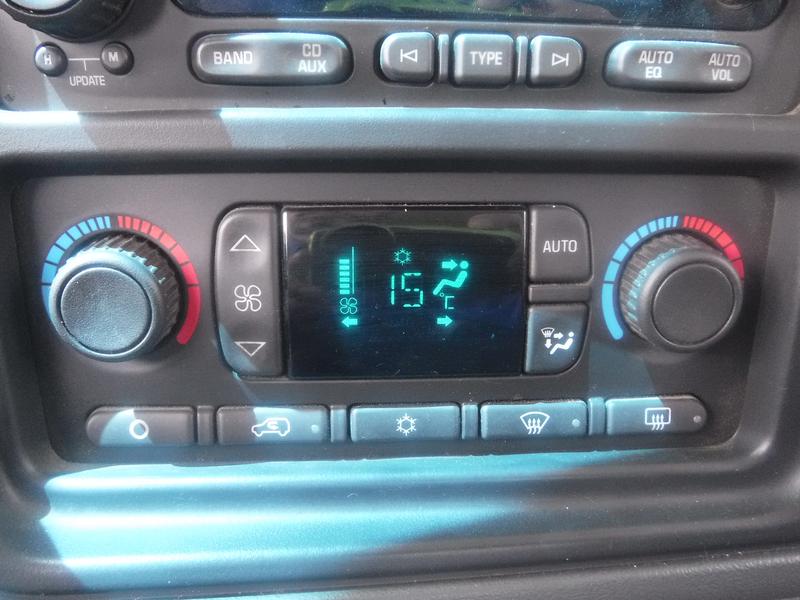 BAND CD AUX TYPE AUTO EQ AUTO VOL
H M
UPDATE
AUTO
15 °C